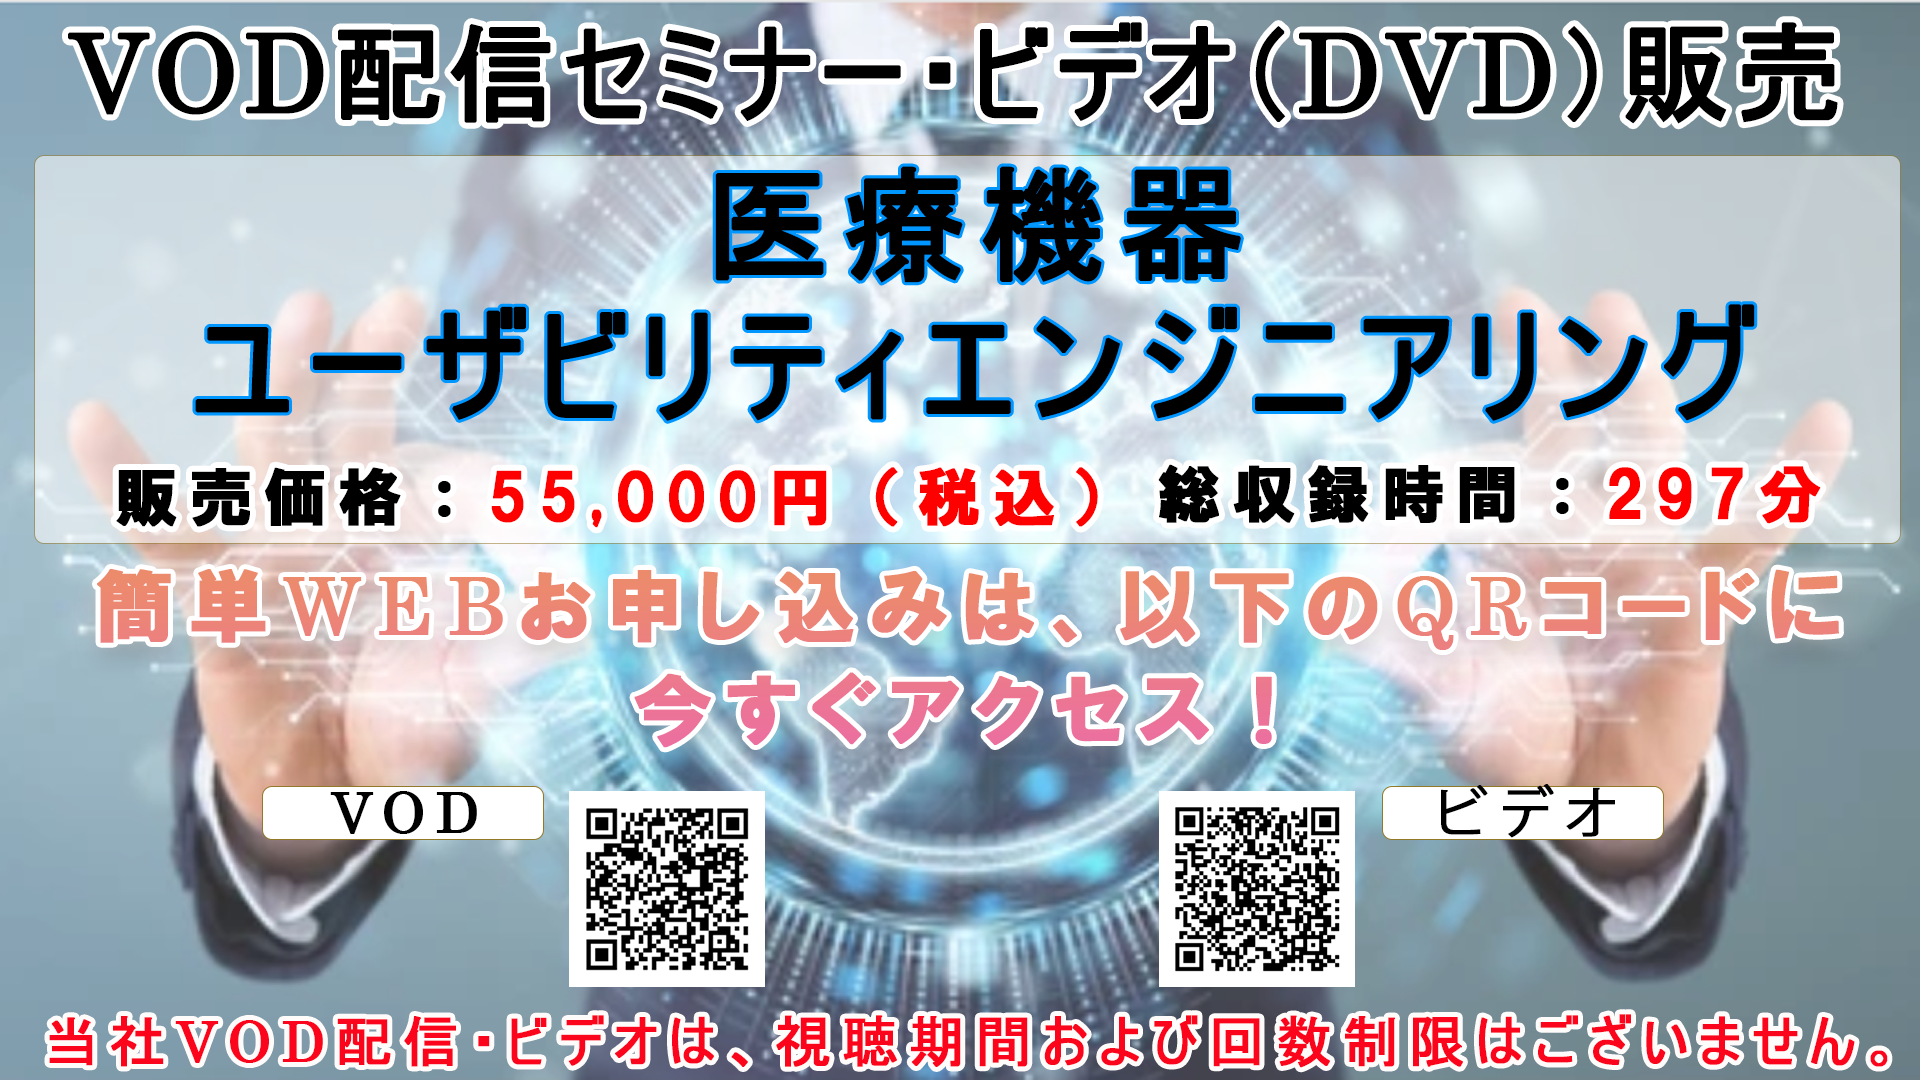 VOD配信セミナー・ビデオ(DVD)販売
医療機器
ユーザビリティエンジニアリング
販売価格：55,000円（税込） 総収録時間：297分
簡単WEBお申し込みは、以下のQRコードに
今すぐアクセス！
VOD
ビデオ
当社VOD配信・ビデオは、視聴期間および回数制限はございません。